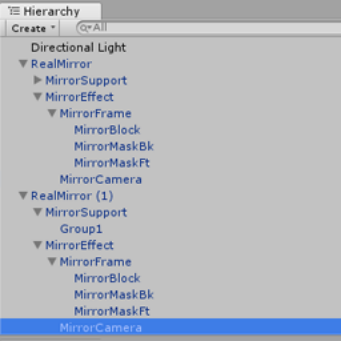 Hierarchy
Create All
Directional Light
RealMirror
MirrorSupport
MirrorEffect
MirrorFrame
MirrorBlock
MirrorMaskBk
MirrorMaskFt
MirrorCamera
RealMirror (1)
MirrorSupport
Group1
MirrorEffect
MirrorFrame
MirrorBlock
MirrorMaskBk
MirrorMaskFt
MirrorCamera